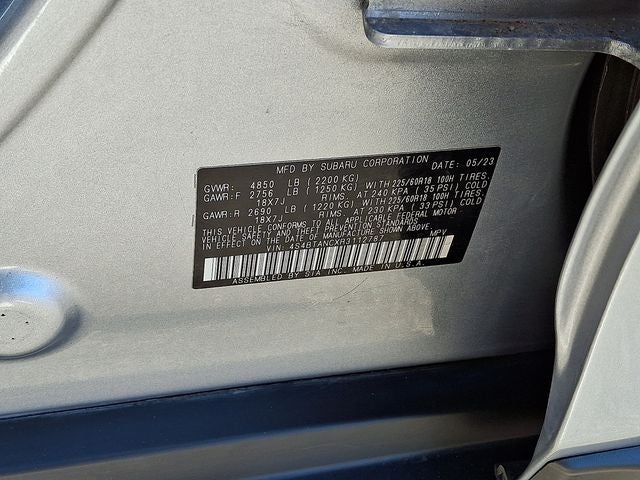 MFD BY SUBARU CORPORATION DATE: 05/23
GVWR: 4850 LB (2200 KG)
GAWR:F 2756 LB (1250 KG) WITH 225/60R18 100H TIRES.
18X7J RIMS. AT 240 KPA (35 PSI) COLD
GAWR:R 2690 LB (1220 KG) WITH 225/60R18 100H TIRES.
18X7J RIMS. AT 230 KPA (33 PSI) COLD
THIS VEHICLE CONFORMS TO ALL APPLICABLE FEDERAL MOTOR
VEHICLE SAFETY AND THEFT PREVENTION STANDARDS
IN EFFECT ON THE DATE OF MANUFACTURE SHOWN ABOVE.
VIN: 4S4BTANCXR3112787 MPV
ASSEMBLED BY SIA INC. MADE IN U.S.A.